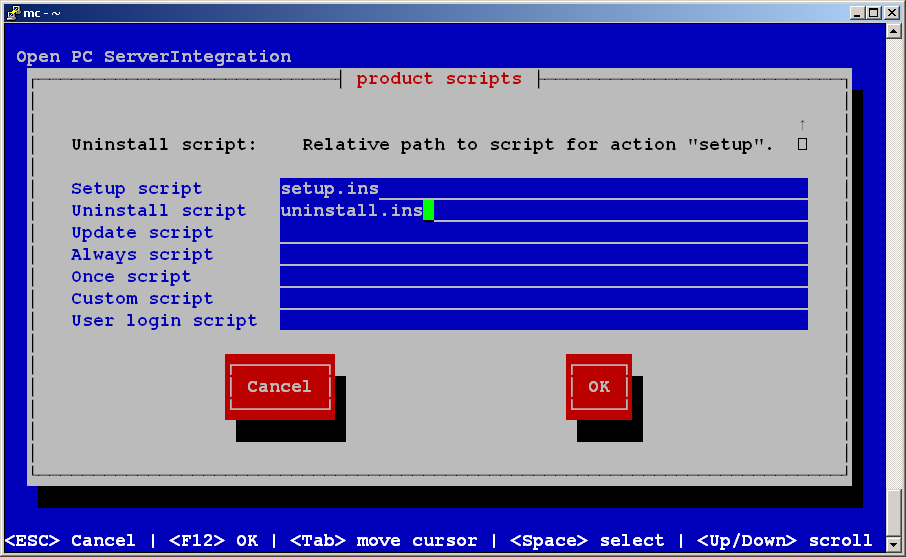 mc - ~
Open PC ServerIntegration
product scripts
↑
Uninstall script: Relative path to script for action "setup".
Setup script setup.ins
Uninstall script uninstall.ins
Update script
Always script
Once script
Custom script
User login script
Cancel OK
<ESC> Cancel | <F12> OK | <Tab> move cursor | <Space> select | <Up/Down> scroll